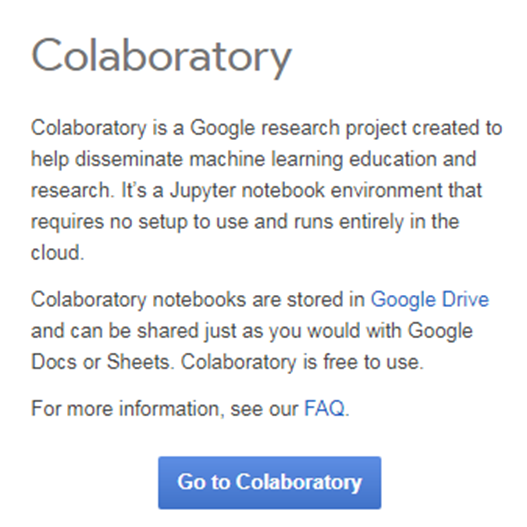 Colaboratory
Colaboratory is a Google research project created to
help disseminate machine learning education and
research. It's a Jupyter notebook environment that
requires no setup to use and runs entirely in the
cloud.
Colaboratory notebooks are stored in Google Drive
and can be shared just as you would with Google
Docs or Sheets. Colaboratory is free to use.
For more information, see our FAQ.
Go to Colaboratory